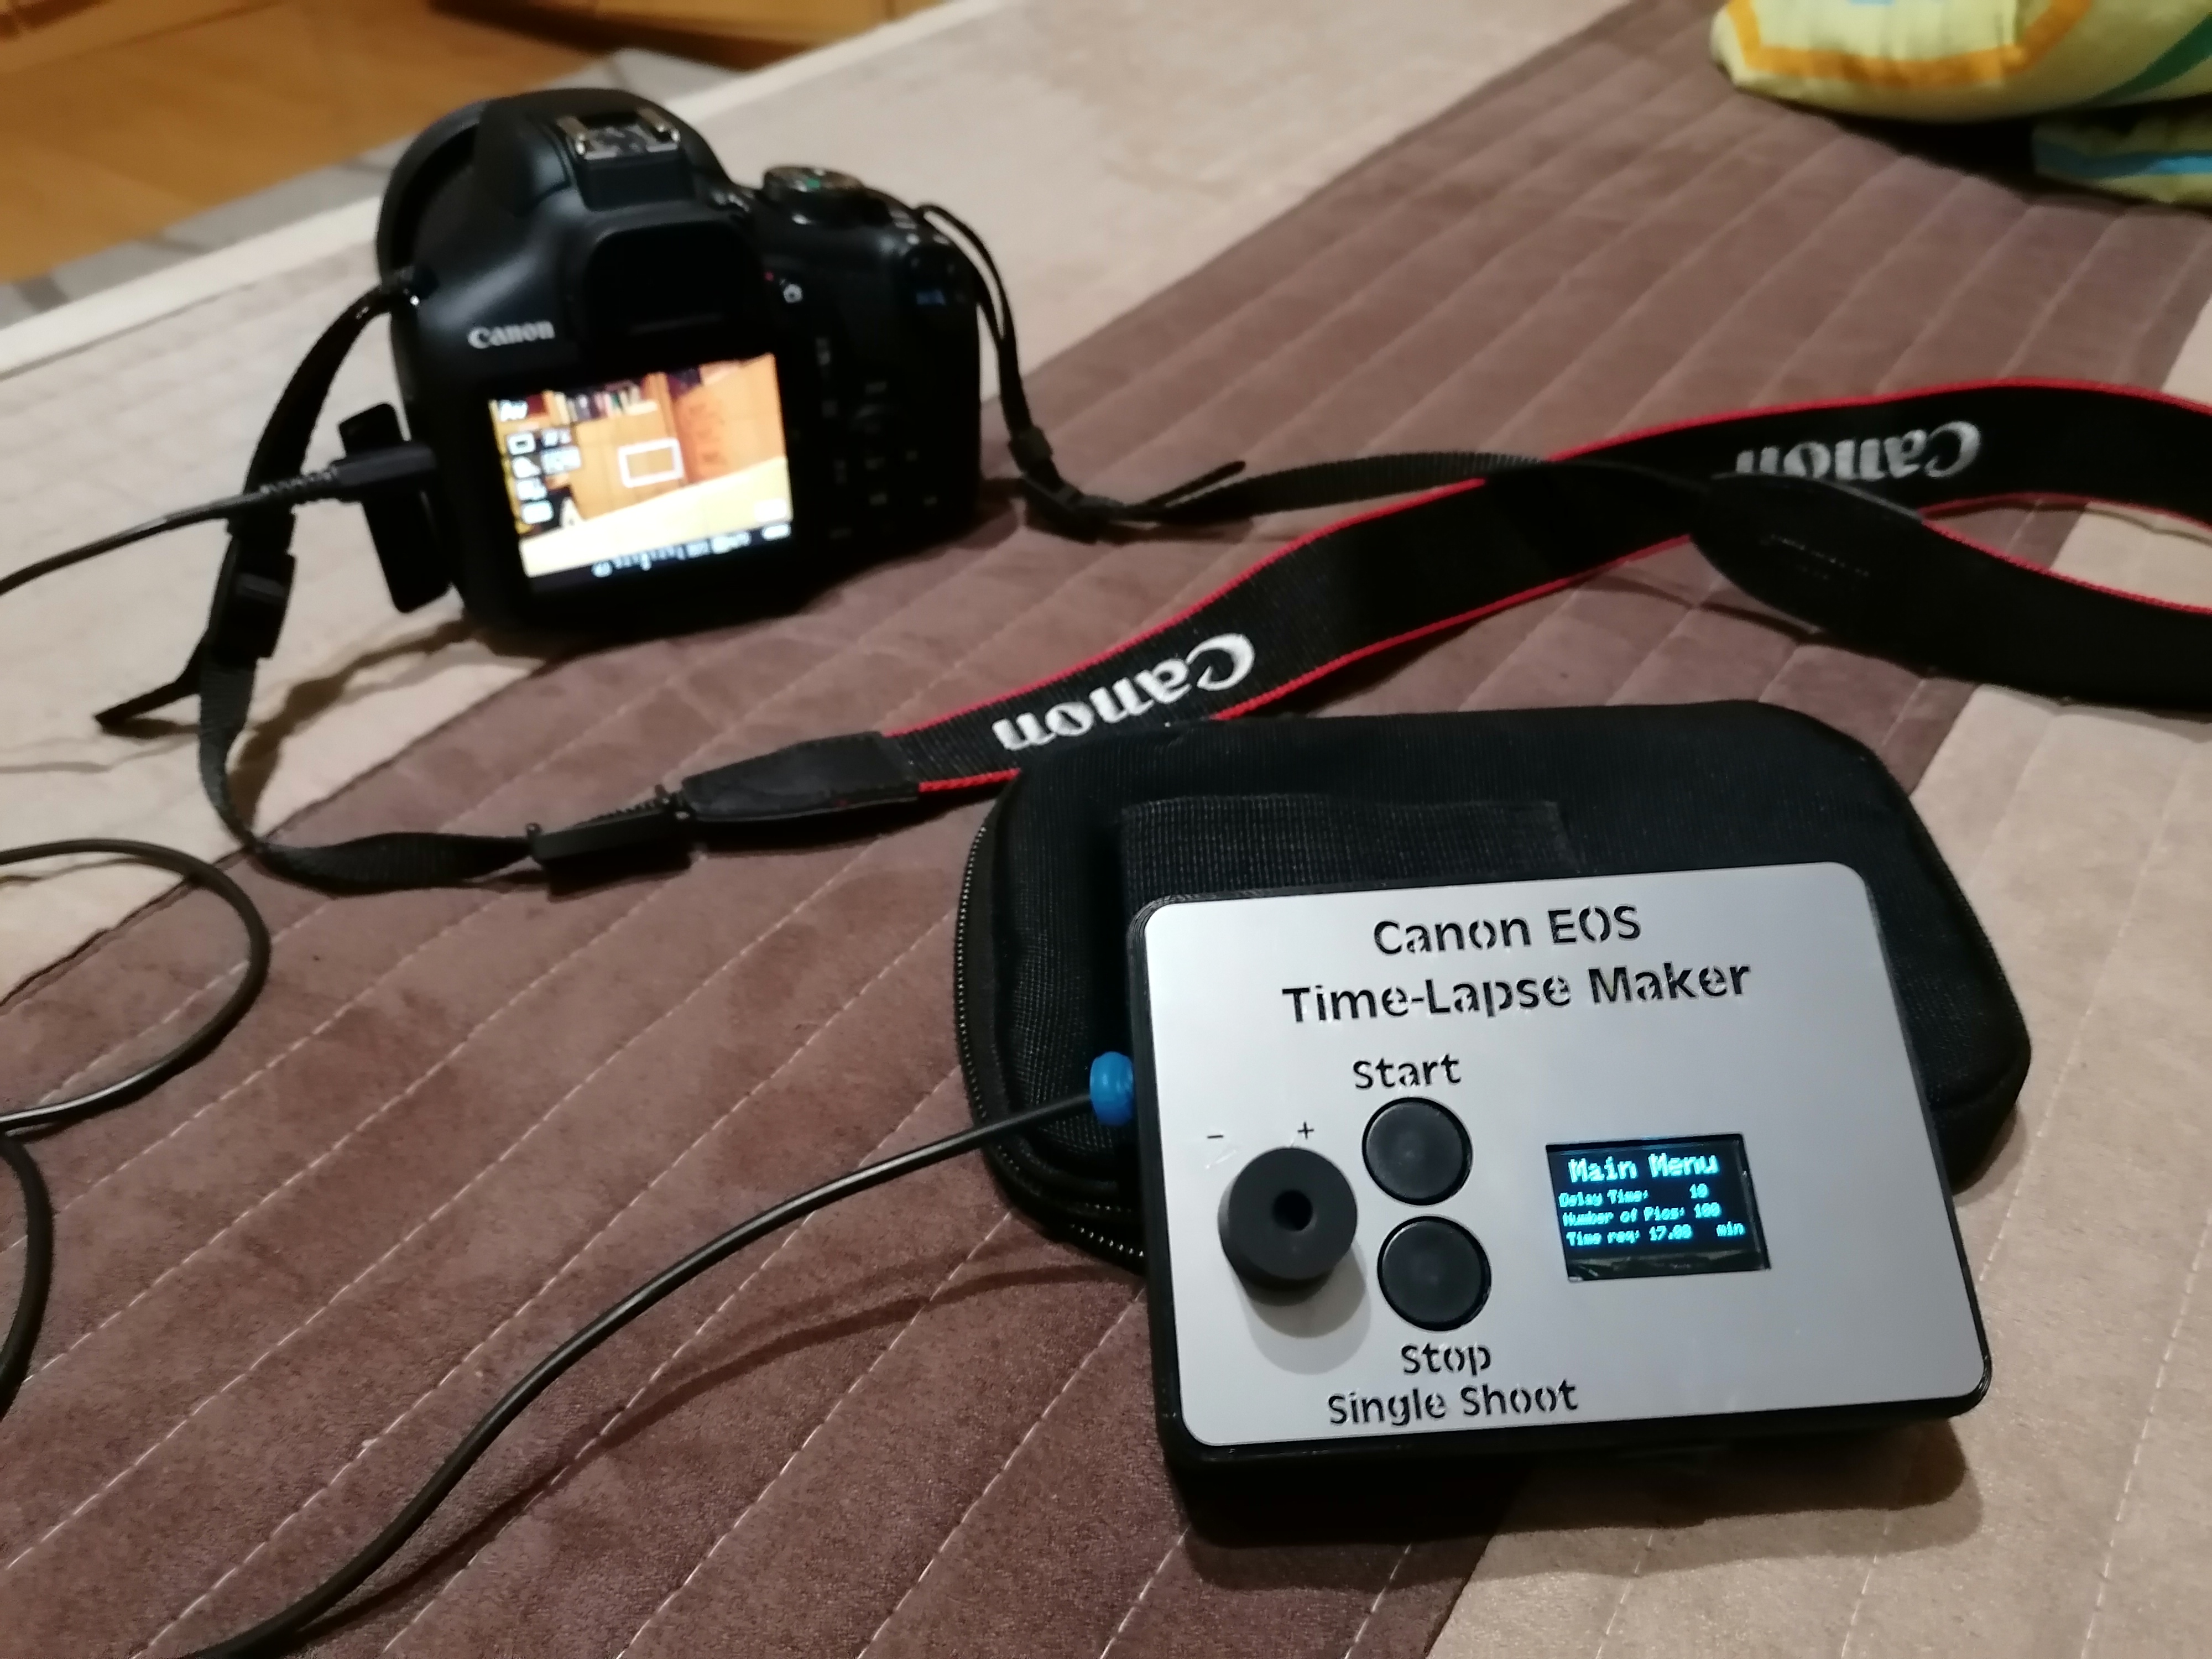 Canon
Canon
Canon
Canon EOS
Time-Lapse Maker
Start
- +
Main Menu
Delay Time: 10
Number of Pics: 100
Time req: 17.00 min
Stop
Single Shoot